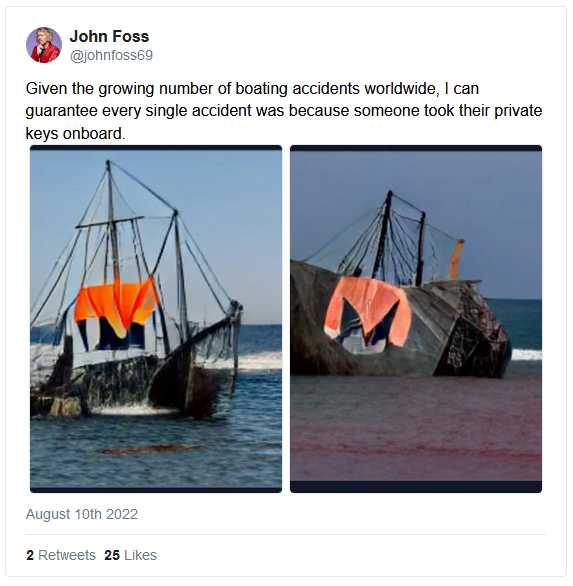 John Foss
@johnfoss69
Given the growing number of boating accidents worldwide, I can
guarantee every single accident was because someone took their private
keys onboard.
August 10th 2022
2 Retweets 25 Likes